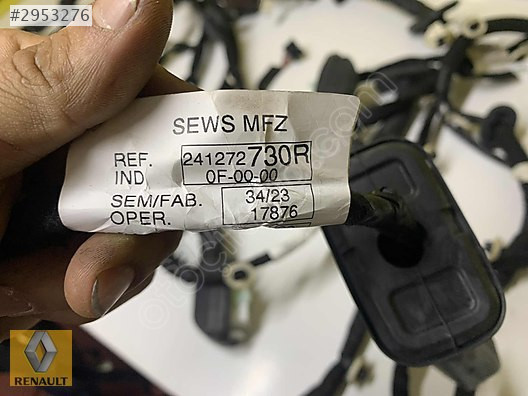 #2953276
SEWS MFZ
REF. 241272730R
IND. 0F-00-00
SEM/FAB. 34/23
OPER. 17876
RENAULT